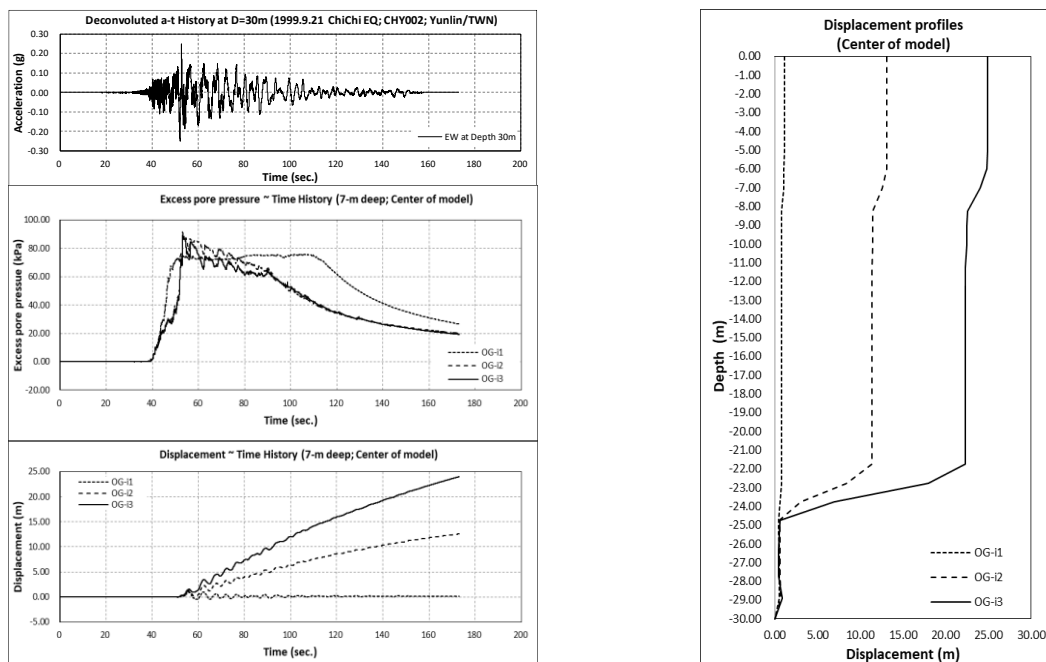 Deconvoluted a-t History at D=30m (1999.9.21 ChiChi EQ; CHY002; Yunlin/TWN)
Acceleration (g)
0.30
0.20
0.10
0.00
-0.10
-0.20
-0.30
EW at Depth 30m
0 20 40 60 80 100 120 140 160 180 200
Time (sec.)
Excess pore pressure ~ Time History (7-m deep; Center of model)
Excess pore pressue (kPa)
100.00
80.00
60.00
40.00
20.00
0.00
-20.00
OG-i1
OG-i2
OG-i3
0 20 40 60 80 100 120 140 160 180 200
Time (sec.)
Displacement ~ Time History (7-m deep; Center of model)
Displacement (m)
25.00
20.00
15.00
10.00
5.00
0.00
-5.00
OG-i1
OG-i2
OG-i3
0 20 40 60 80 100 120 140 160 180 200
Time (sec.)
Displacement profiles
(Center of model)
Depth (m)
0.00
-1.00
-2.00
-3.00
-4.00
-5.00
-6.00
-7.00
-8.00
-9.00
-10.00
-11.00
-12.00
-13.00
-14.00
-15.00
-16.00
-17.00
-18.00
-19.00
-20.00
-21.00
-22.00
-23.00
-24.00
-25.00
-26.00
-27.00
-28.00
-29.00
-30.00
OG-i1
OG-i2
OG-i3
0.00 5.00 10.00 15.00 20.00 25.00 30.00
Displacement (m)